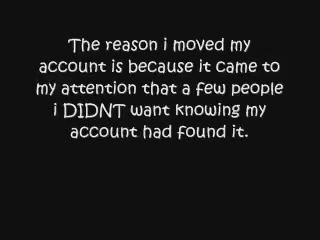 The reason i moved my
account is because it came to
my attention that a few people
i DIDNT want knowing my
account had found it.